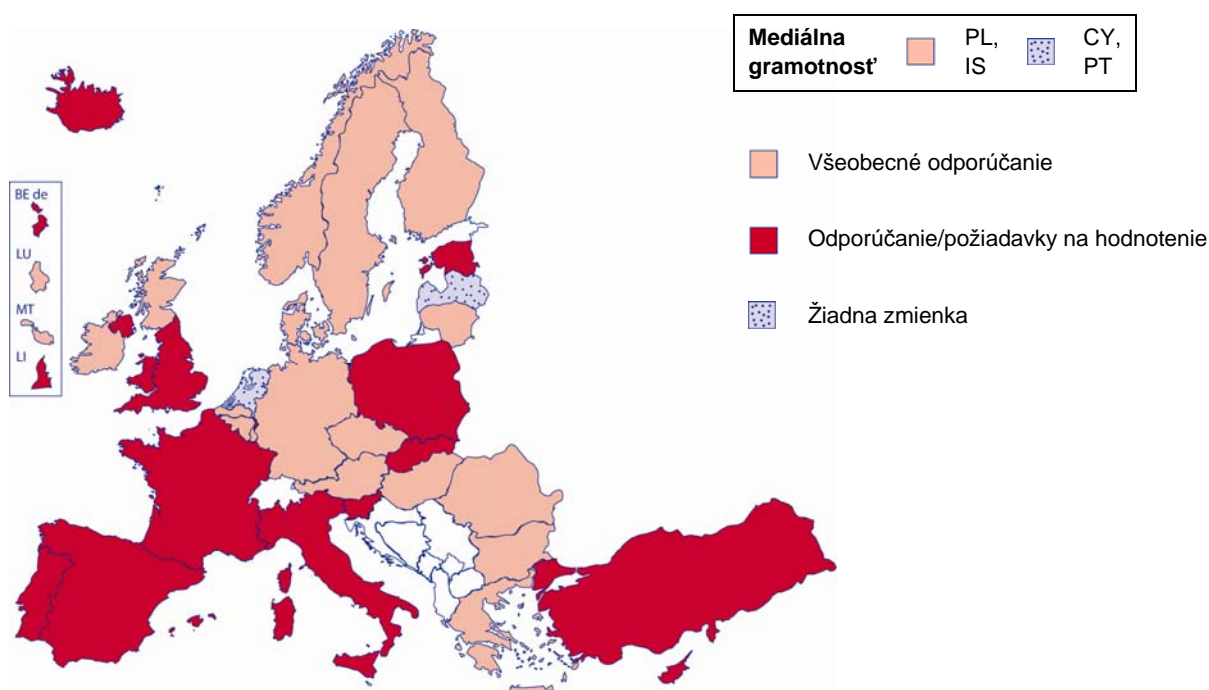 Mediálna
gramotnosť
PL,
IS
CY,
PT
Všeobecné odporúčanie
Odporúčanie/požiadavky na hodnotenie
Žiadna zmienka
BE de
LU
MT
LI